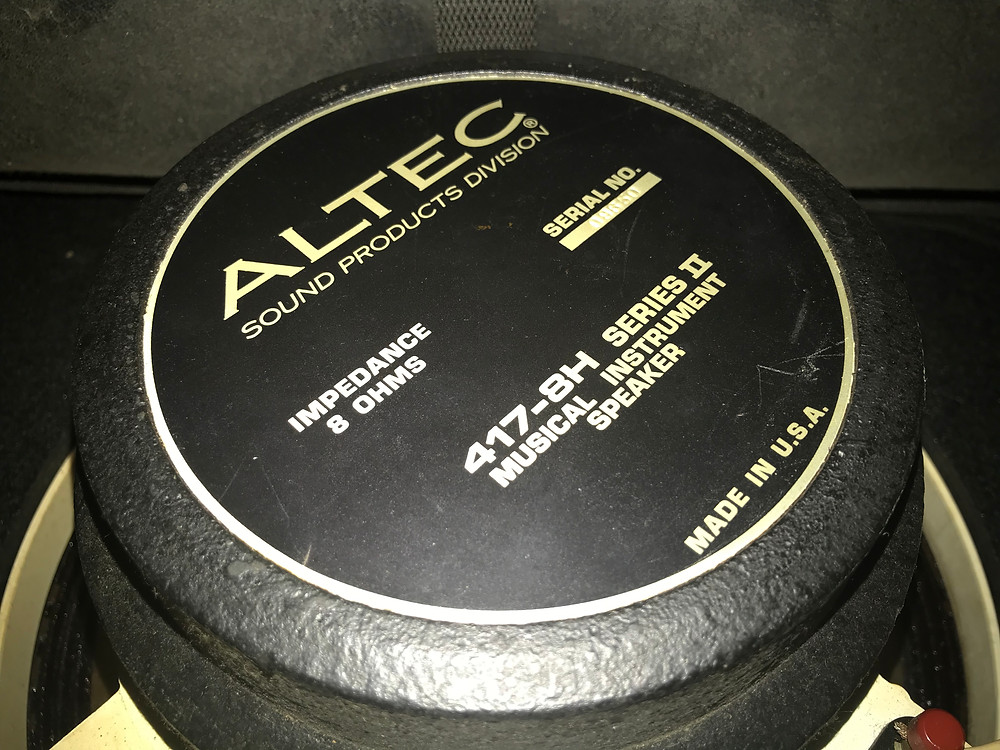 ALTEC®
SOUND PRODUCTS DIVISION
SERIAL NO.
IMPEDANCE
8 OHMS
417-8H SERIES II
MUSICAL INSTRUMENT
SPEAKER
MADE IN U.S.A.